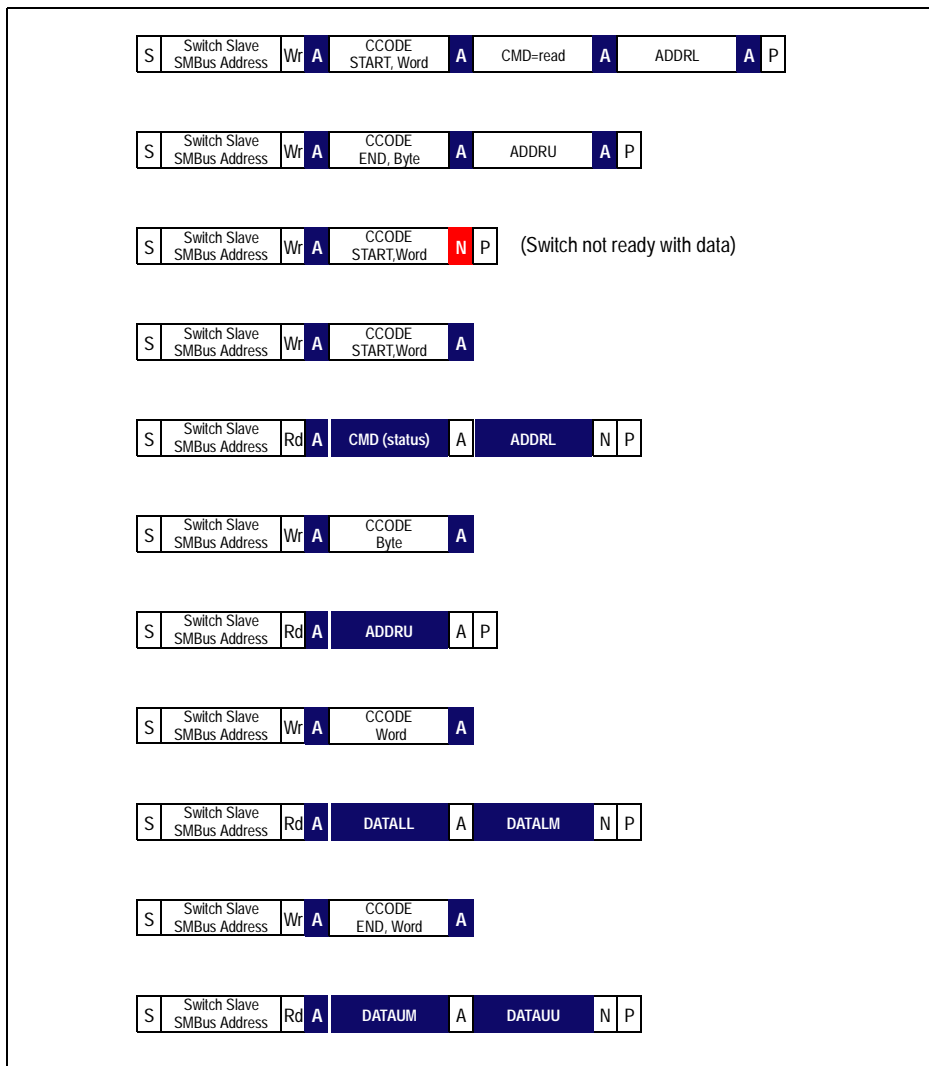 S Switch Slave SMBus Address Wr A CCODE START, Word A CMD=read A ADDRL A P
S Switch Slave SMBus Address Wr A CCODE END, Byte A ADDRU A P
S Switch Slave SMBus Address Wr A CCODE START,Word N P (Switch not ready with data)
S Switch Slave SMBus Address Wr A CCODE START,Word A
S Switch Slave SMBus Address Rd A CMD (status) A ADDRL N P
S Switch Slave SMBus Address Wr A CCODE Byte A
S Switch Slave SMBus Address Rd A ADDRU A P
S Switch Slave SMBus Address Wr A CCODE Word A
S Switch Slave SMBus Address Rd A DATALL A DATALM N P
S Switch Slave SMBus Address Wr A CCODE END, Word A
S Switch Slave SMBus Address Rd A DATAUM A DATAUU N P